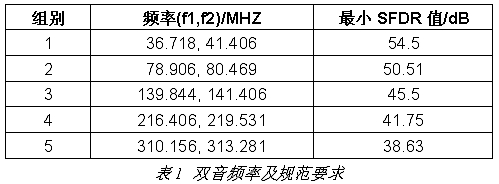 组别 频率(f1,f2)/MHZ 最小 SFDR 值/dB
1 36.718, 41.406 54.5
2 78.906, 80.469 50.51
3 139.844, 141.406 45.5
4 216.406, 219.531 41.75
5 310.156, 313.281 38.63
表1 双音频率及规范要求